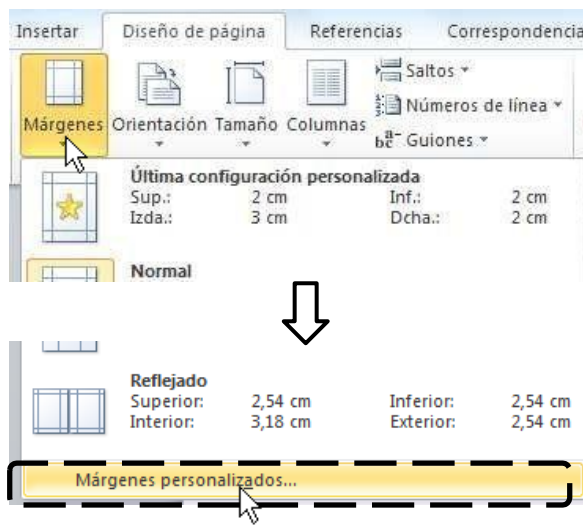 Insertar Diseño de página Referencias Correspondencia
Saltos
Números de línea
Guiones
Márgenes Orientación Tamaño Columnas
Última configuración personalizada
Sup.: 2 cm Inf.: 2 cm
Izda.: 3 cm Dcha.: 2 cm
Normal
Reflejado
Superior: 2,54 cm Inferior: 2,54 cm
Interior: 3,18 cm Exterior: 2,54 cm
Márgenes personalizados...